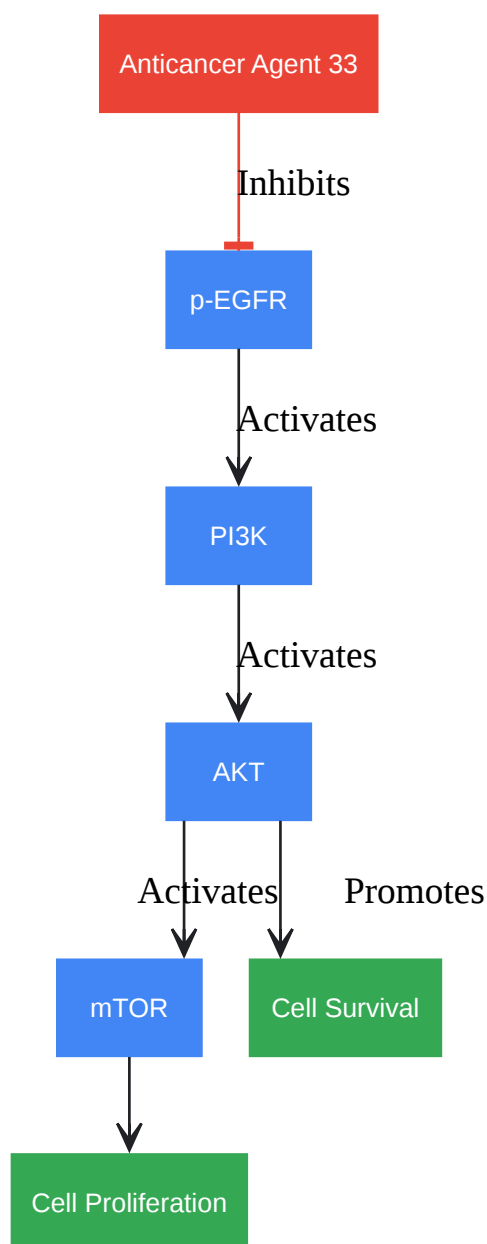 Anticancer Agent 33
Inhibits
p-EGFR
Activates
PI3K
Activates
AKT
Activates
Promotes
mTOR
Cell Survival
Cell Proliferation